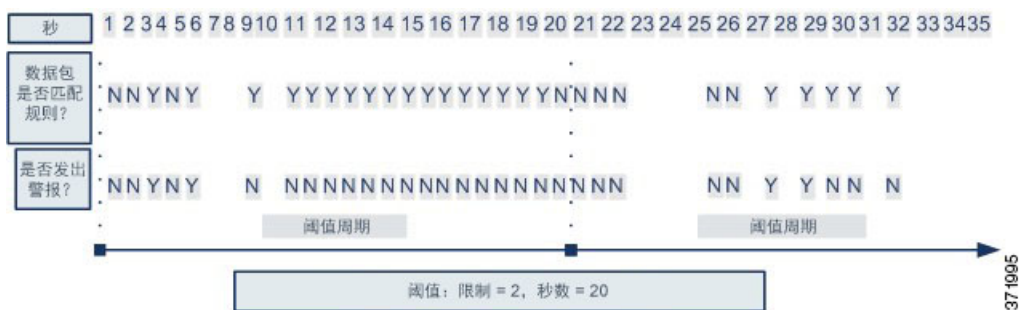 秒 1 2 3 4 5 6 7 8 9 10 11 12 13 14 15 16 17 18 19 20 21 22 23 24 25 26 27 28 29 30 31 32 33 34 35
数据包
是否匹配
规则？
N N Y N Y Y Y Y Y Y Y Y Y Y Y Y Y Y Y Y N N N N N N Y Y Y Y Y
是否发出
警报？
N N Y N Y N N N N N N N N N N N N N N N N N N N N N Y Y N N N
阈值周期 阈值周期
阈值：限制 = 2，秒数 = 20
371995